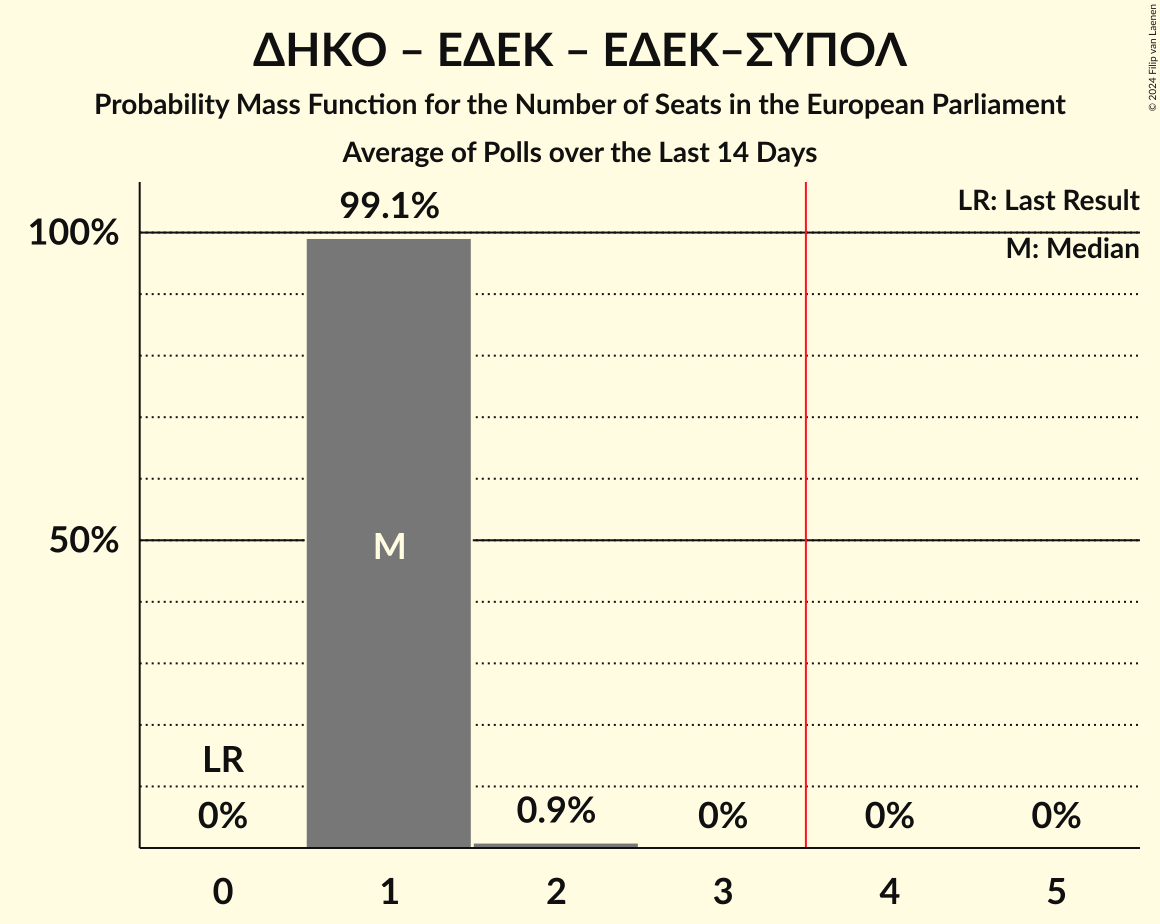 ΔΗΚΟ – ΕΔΕΚ – ΕΔΕΚ–ΣΥΠΟΛ
Probability Mass Function for the Number of Seats in the European Parliament
Average of Polls over the Last 14 Days
© 2024 Filip van Laenen
LR: Last Result
M: Median
99.1%
100%
50%
M
LR
0%
0.9%
0%
0%
0%
0 1 2 3 4 5